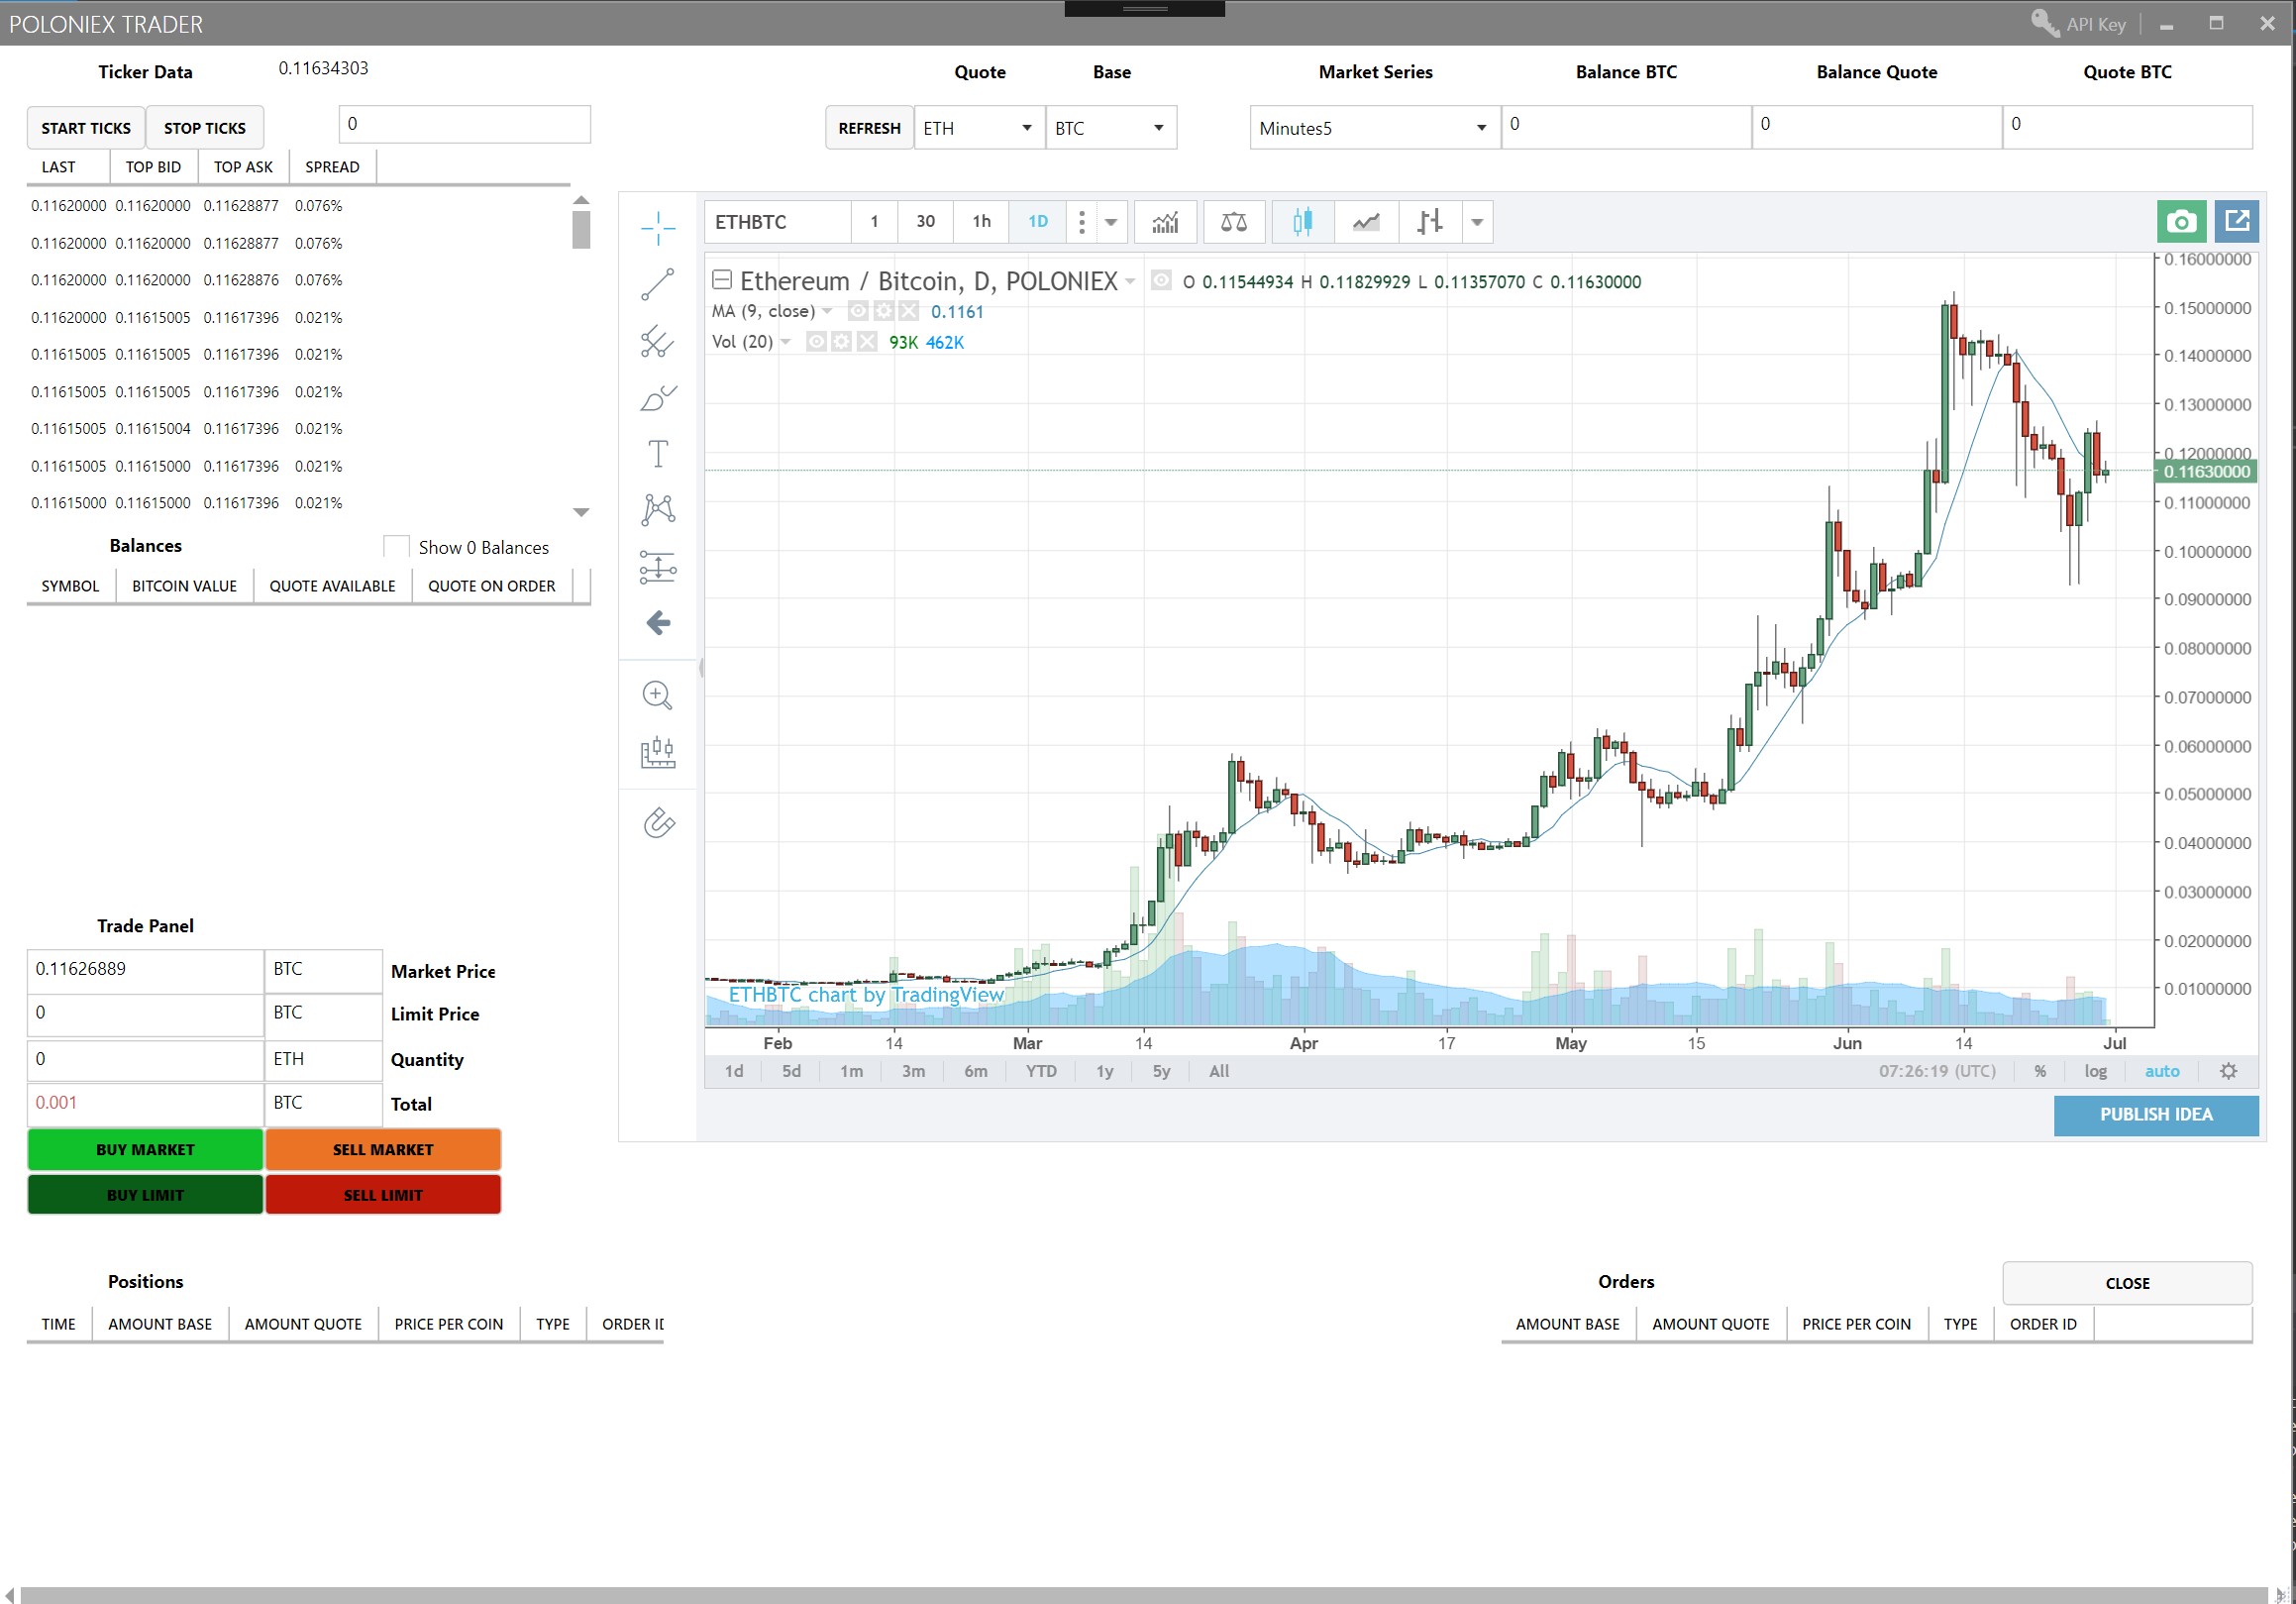 POLONIEX TRADER
API Key
Ticker Data 0.11634303
Quote Base Market Series Balance BTC Balance Quote Quote BTC
START TICKS STOP TICKS 0
REFRESH ETH BTC Minutes5 0 0 0
LAST TOP BID TOP ASK SPREAD
0.11620000 0.11620000 0.11628877 0.076%
0.11620000 0.11620000 0.11628877 0.076%
0.11620000 0.11620000 0.11628876 0.076%
0.11620000 0.11615005 0.11617396 0.021%
0.11615005 0.11615005 0.11617396 0.021%
0.11615005 0.11615005 0.11617396 0.021%
0.11615005 0.11615004 0.11617396 0.021%
0.11615005 0.11615000 0.11617396 0.021%
0.11615000 0.11615000 0.11617396 0.021%
Balances Show 0 Balances
SYMBOL BITCOIN VALUE QUOTE AVAILABLE QUOTE ON ORDER
ETHBTC 1 30 1h 1D
Ethereum / Bitcoin, D, POLONIEX O 0.11544934 H 0.11829929 L 0.11357070 C 0.11630000
MA (9, close) 0.1161
Vol (20) 93K 462K
0.16000000
0.15000000
0.14000000
0.13000000
0.12000000
0.11630000
0.11000000
0.10000000
0.09000000
0.08000000
0.07000000
0.06000000
0.05000000
0.04000000
0.03000000
0.02000000
0.01000000
ETHBTC chart by TradingView
Feb 14 Mar 14 Apr 17 May 15 Jun 14 Jul
1d 5d 1m 3m 6m YTD 1y 5y All 07:26:19 (UTC) % log auto
PUBLISH IDEA
Trade Panel
0.11626889 BTC Market Price
0 BTC Limit Price
0 ETH Quantity
0.001 BTC Total
BUY MARKET SELL MARKET
BUY LIMIT SELL LIMIT
Positions
TIME AMOUNT BASE AMOUNT QUOTE PRICE PER COIN TYPE ORDER ID
Orders CLOSE
AMOUNT BASE AMOUNT QUOTE PRICE PER COIN TYPE ORDER ID